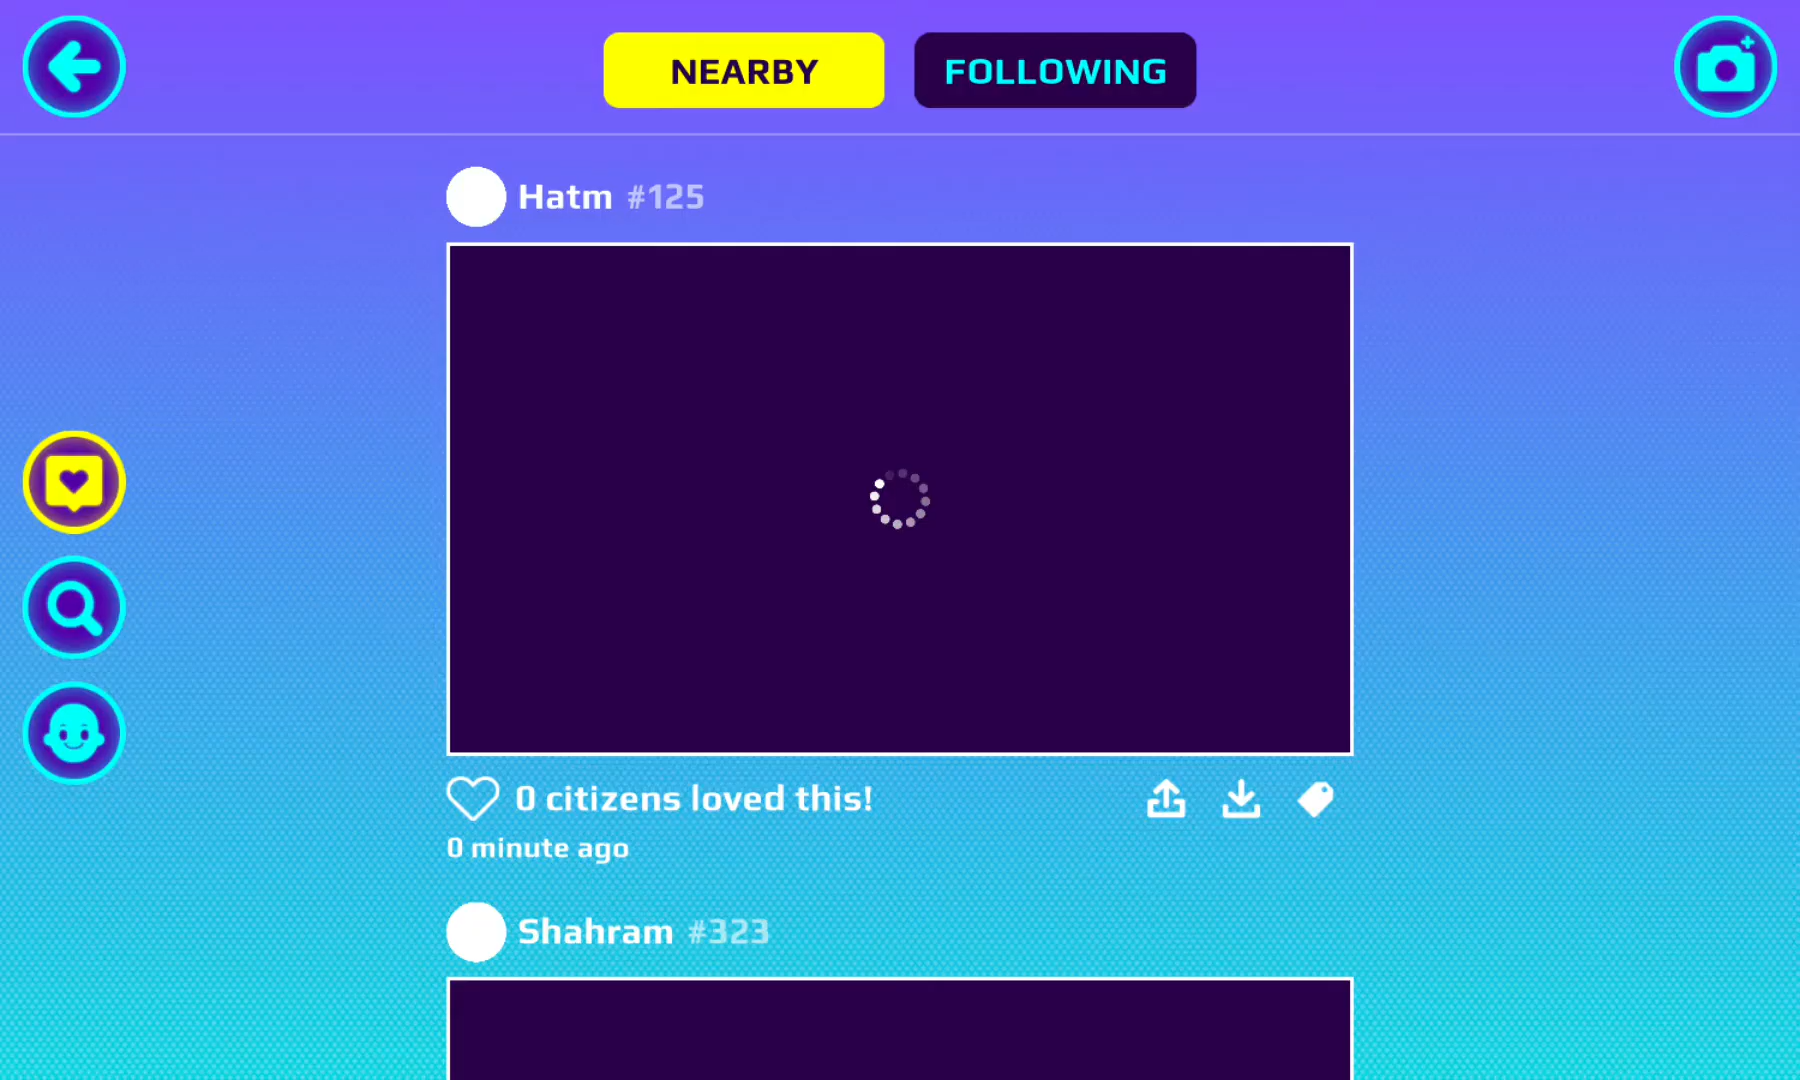 NEARBY
FOLLOWING
Hatm #125
0 citizens loved this!
0 minute ago
Shahram #323